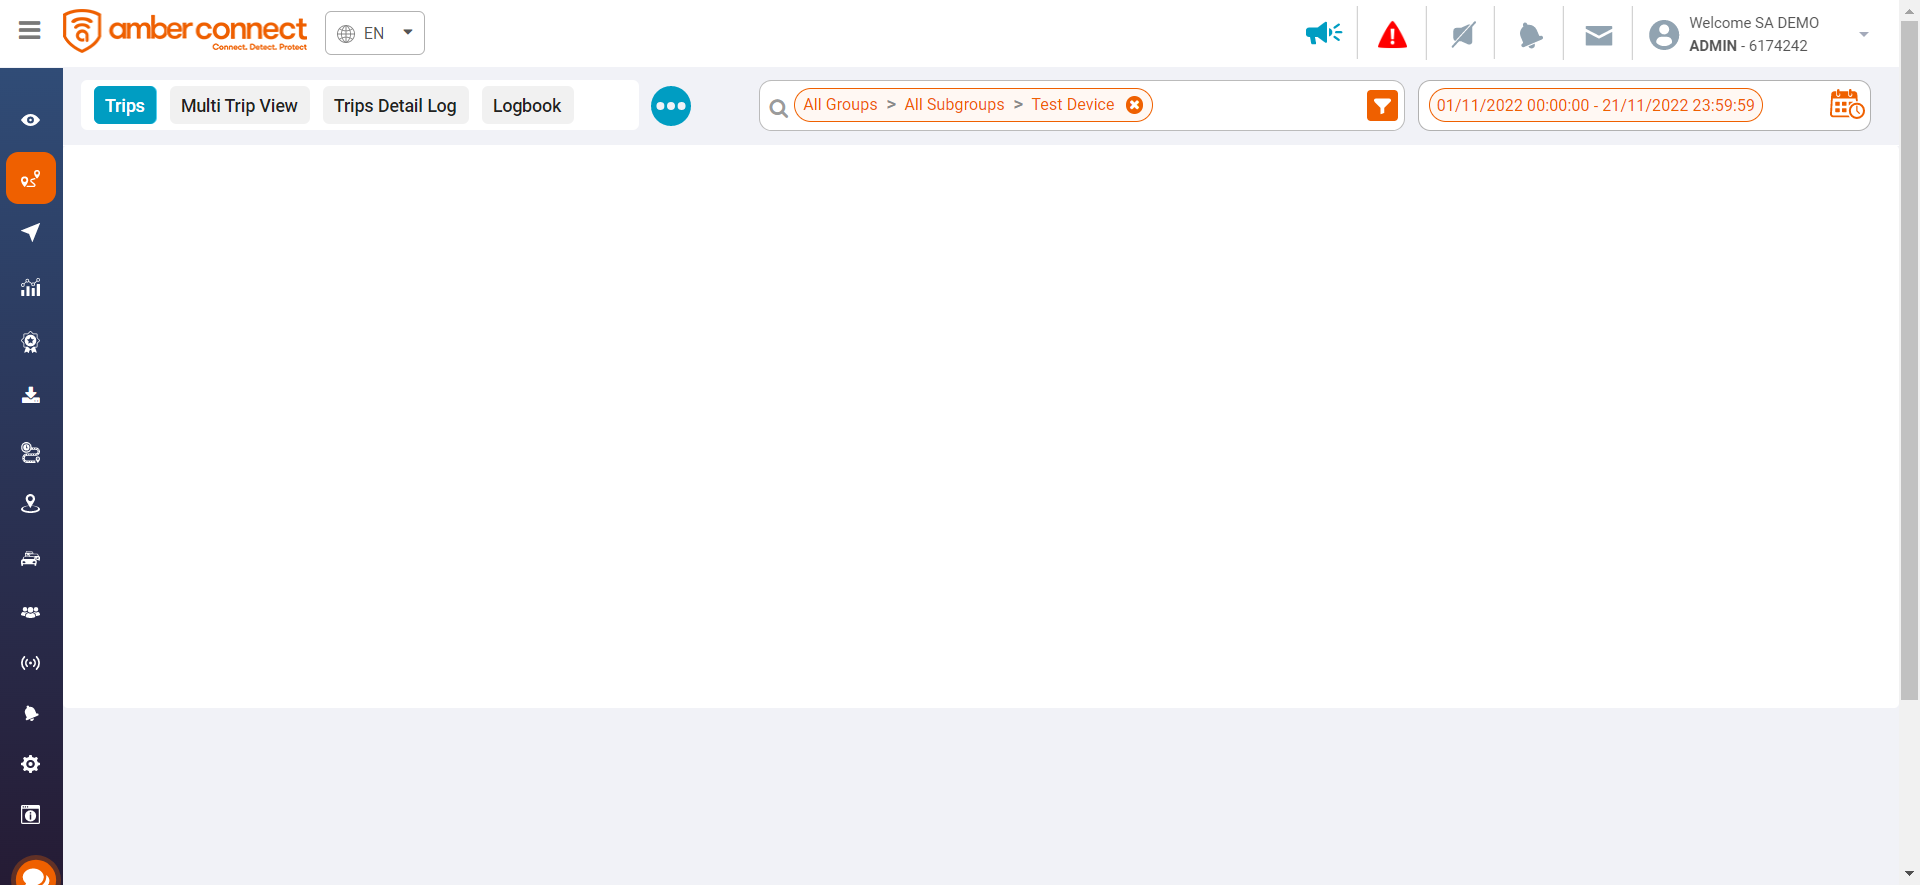 amber connect
Connect. Detect. Protect
EN
Welcome SA DEMO
ADMIN - 6174242
Trips
Multi Trip View
Trips Detail Log
Logbook
All Groups > All Subgroups > Test Device
01/11/2022 00:00:00 - 21/11/2022 23:59:59